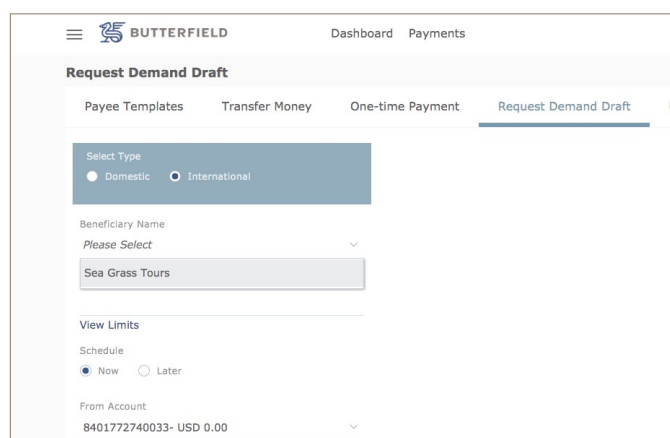 BUTTERFIELD Dashboard Payments
Request Demand Draft
Payee Templates Transfer Money One-time Payment Request Demand Draft
Select Type
Domestic International
Beneficiary Name
Please Select
Sea Grass Tours
View Limits
Schedule
Now Later
From Account
8401772740033- USD 0.00